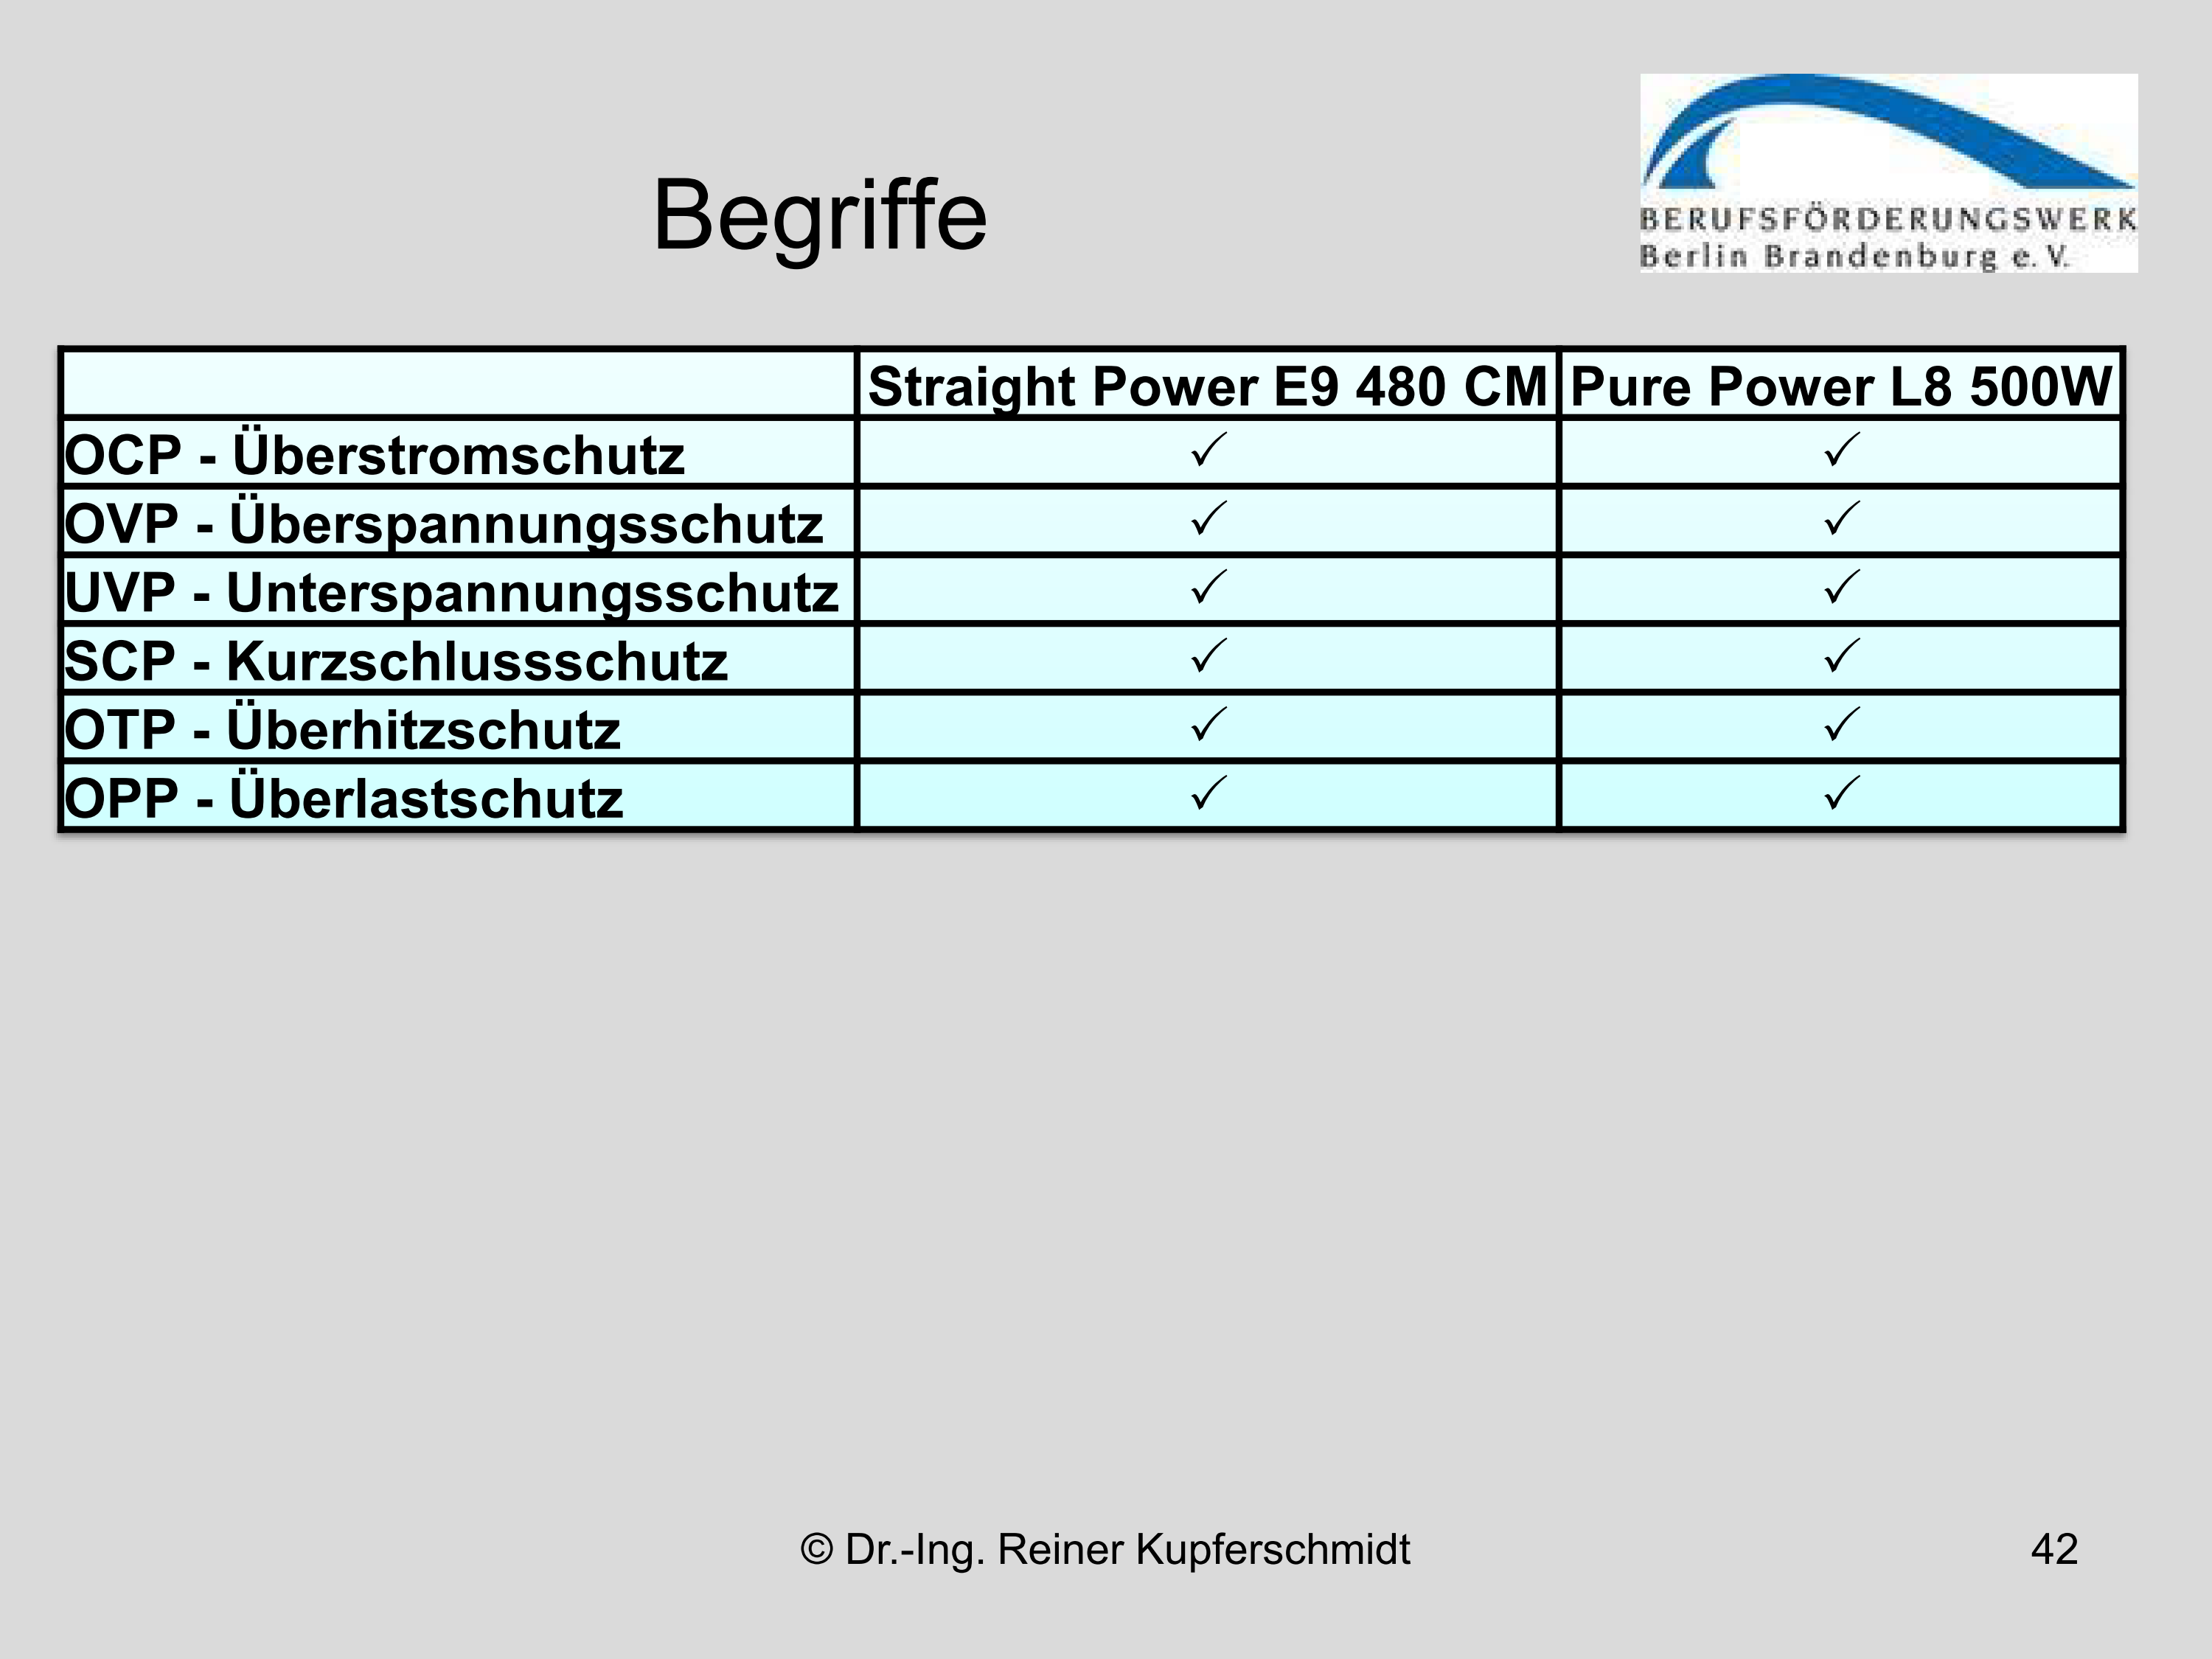 Begriffe
BERUFSFÖRDERUNGSWERK
Berlin Brandenburg e. V.
Straight Power E9 480 CM Pure Power L8 500W
OCP - Überstromschutz ✓ ✓
OVP - Überspannungsschutz ✓ ✓
UVP - Unterspannungsschutz ✓ ✓
SCP - Kurzschlussschutz ✓ ✓
OTP - Überhitzschutz ✓ ✓
OPP - Überlastschutz ✓ ✓
© Dr.-Ing. Reiner Kupferschmidt 42